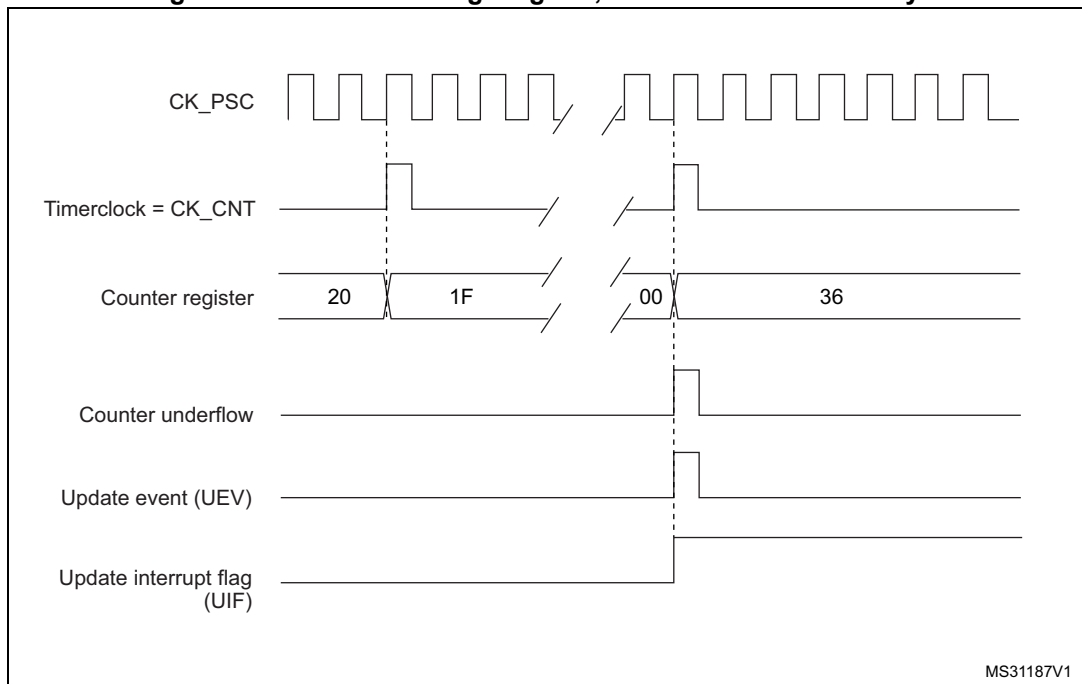 CK_PSC
Timerclock = CK_CNT
Counter register 20 1F 00 36
Counter underflow
Update event (UEV)
Update interrupt flag
(UIF)
MS31187V1